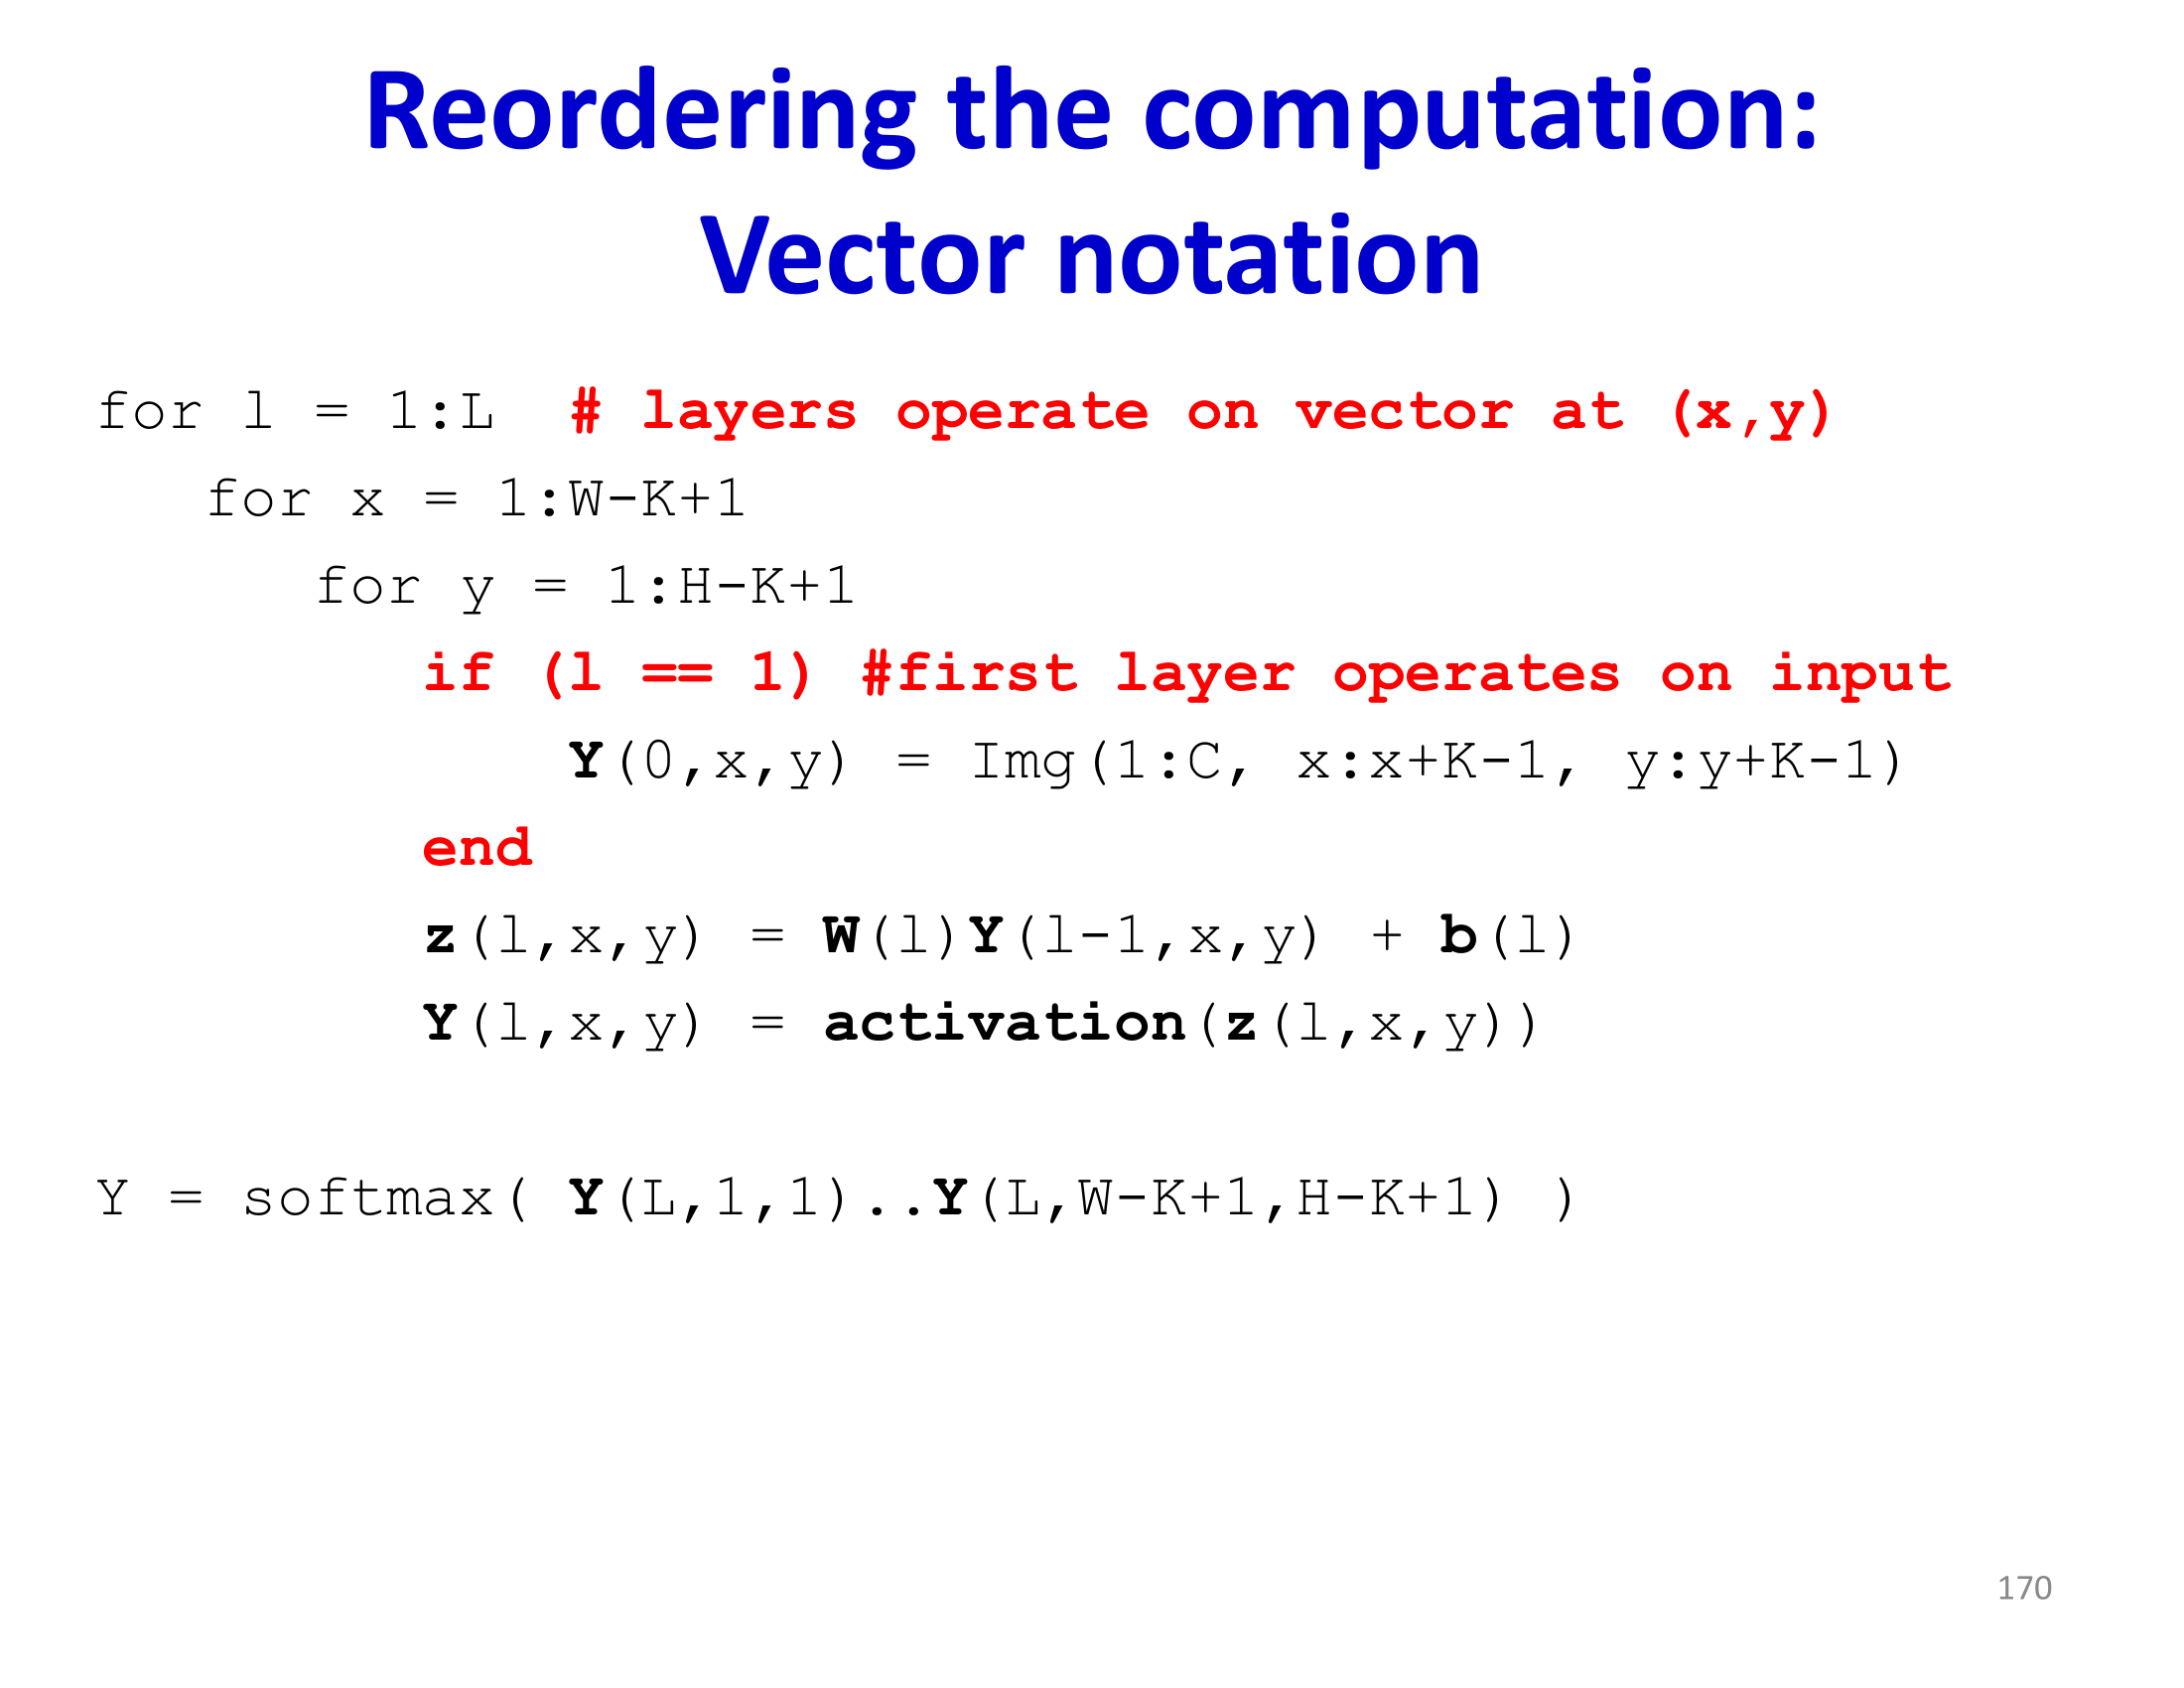 Reordering the computation:
Vector notation
for l = 1:L  # layers operate on vector at (x,y)
   for x = 1:W-K+1
      for y = 1:H-K+1
         if (l == 1) #first layer operates on input
             Y(0,x,y) = Img(1:C, x:x+K-1, y:y+K-1)
         end
         z(l,x,y) = W(l)Y(l-1,x,y) + b(l)
         Y(l,x,y) = activation(z(l,x,y))
Y = softmax( Y(L,1,1)..Y(L,W-K+1,H-K+1) )
170